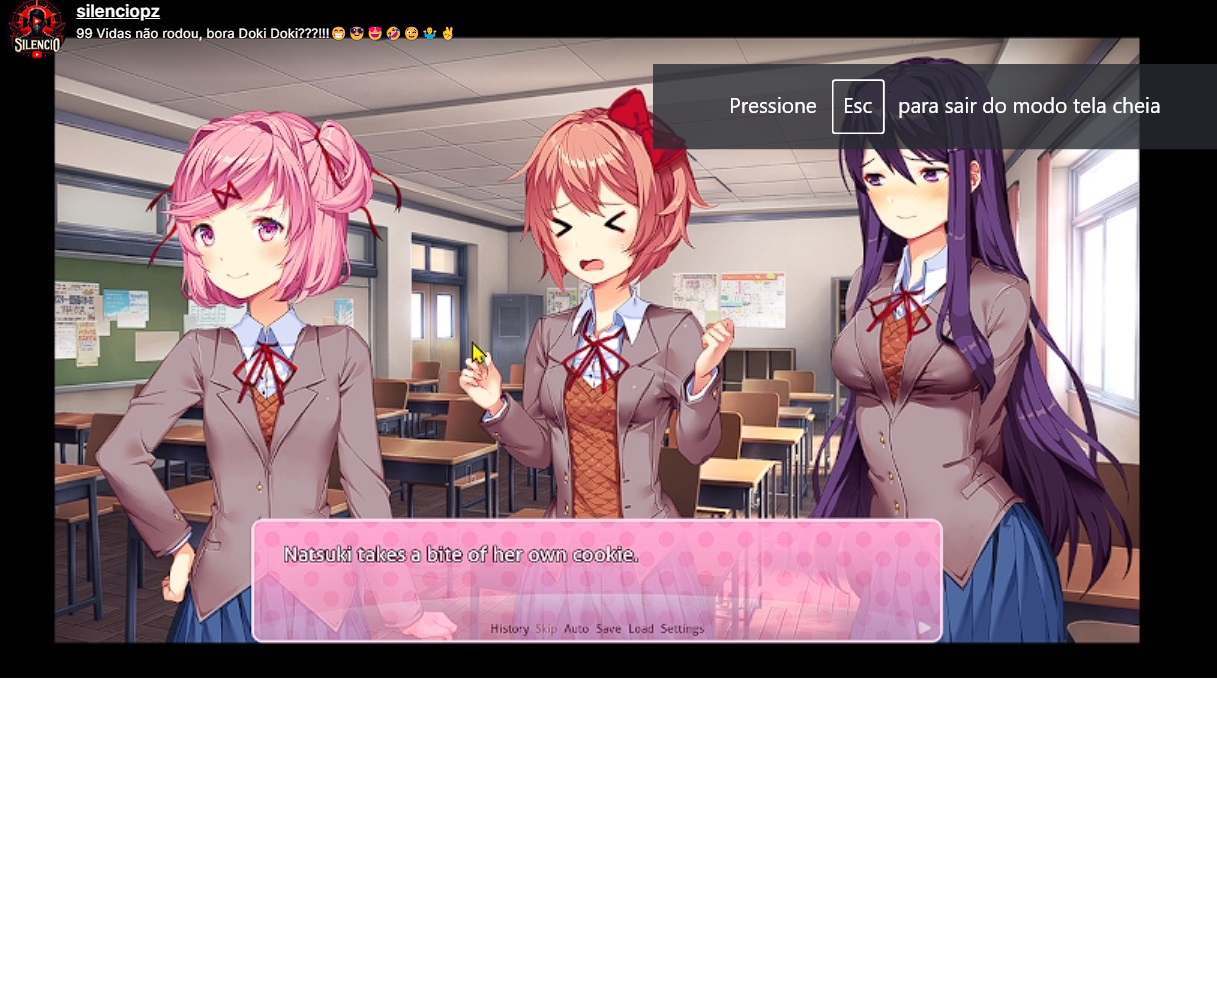 silenciopz
99 Vidas não rodou, bora Doki Doki???!!!😁😎😍🤣😉🤷‍♂️✌
SILENCIO
Pressione Esc para sair do modo tela cheia
Natsuki takes a bite of her own cookie.
History Skip Auto Save Load Settings